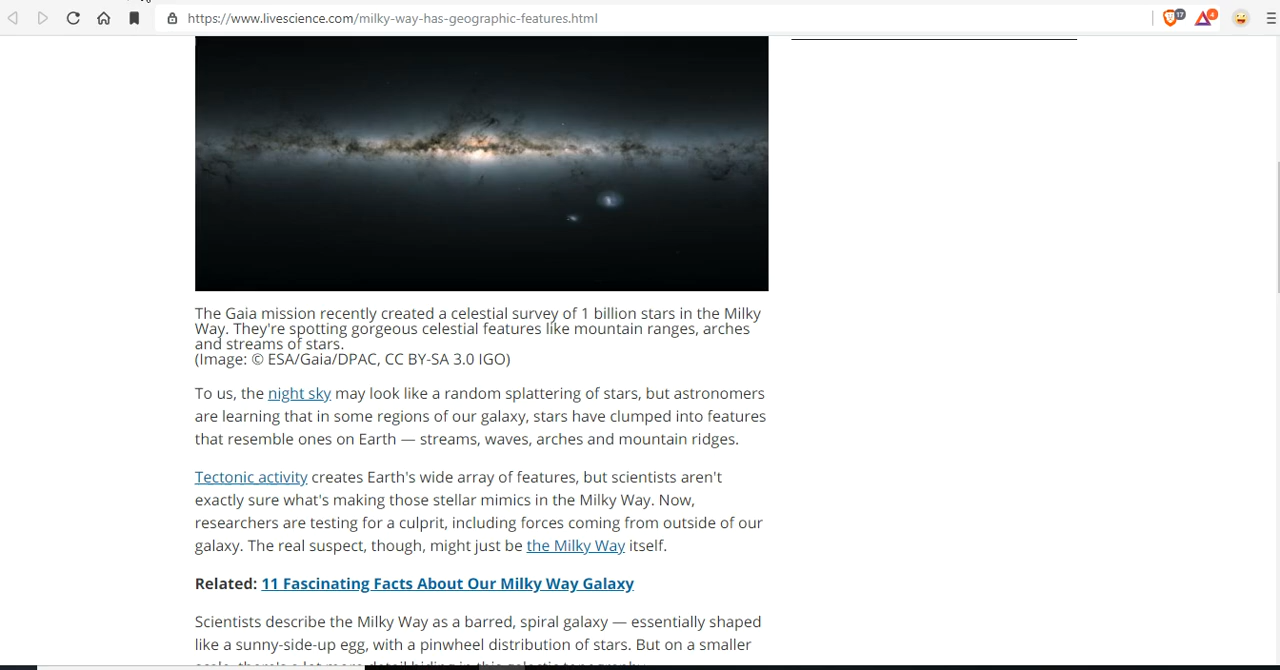 https://www.livescience.com/milky-way-has-geographic-features.html
17
4
The Gaia mission recently created a celestial survey of 1 billion stars in the Milky
Way. They're spotting gorgeous celestial features like mountain ranges, arches
and streams of stars.
(Image: © ESA/Gaia/DPAC, CC BY-SA 3.0 IGO)
To us, the night sky may look like a random splattering of stars, but astronomers
are learning that in some regions of our galaxy, stars have clumped into features
that resemble ones on Earth — streams, waves, arches and mountain ridges.
Tectonic activity creates Earth's wide array of features, but scientists aren't
exactly sure what's making those stellar mimics in the Milky Way. Now,
researchers are testing for a culprit, including forces coming from outside of our
galaxy. The real suspect, though, might just be the Milky Way itself.
Related: 11 Fascinating Facts About Our Milky Way Galaxy
Scientists describe the Milky Way as a barred, spiral galaxy — essentially shaped
like a sunny-side-up egg, with a pinwheel distribution of stars. But on a smaller